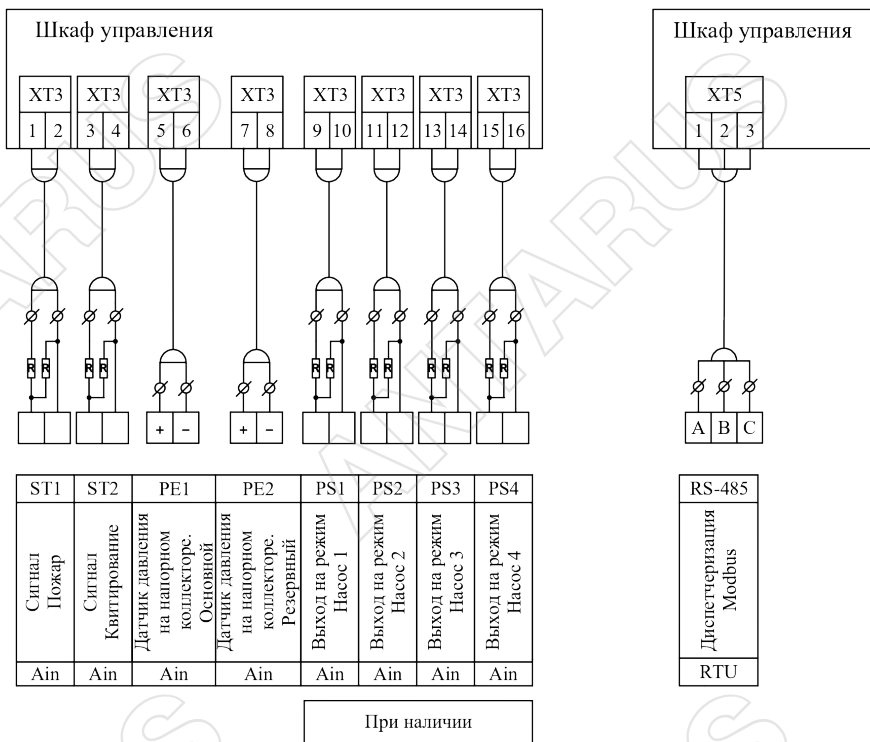 Шкаф управления
Шкаф управления
XT3 XT3 XT3 XT3 XT3 XT3 XT3 XT3 XT5
1 2 3 4 5 6 7 8 9 10 11 12 13 14 15 16 1 2 3
R R R R R R R R R R R R
+ − + − A B C
ST1 ST2 PE1 PE2 PS1 PS2 PS3 PS4 RS-485
Сигнал
Пожар
Сигнал
Квитирование
Датчик давления
на напорном
коллекторе.
Основной
Датчик давления
на напорном
коллекторе.
Резервный
Выход на режим
Насос 1
Выход на режим
Насос 2
Выход на режим
Насос 3
Выход на режим
Насос 4
Диспетчеризация
Modbus
Ain Ain Ain Ain Ain Ain Ain Ain RTU
При наличии
ANTARUS
ARUS